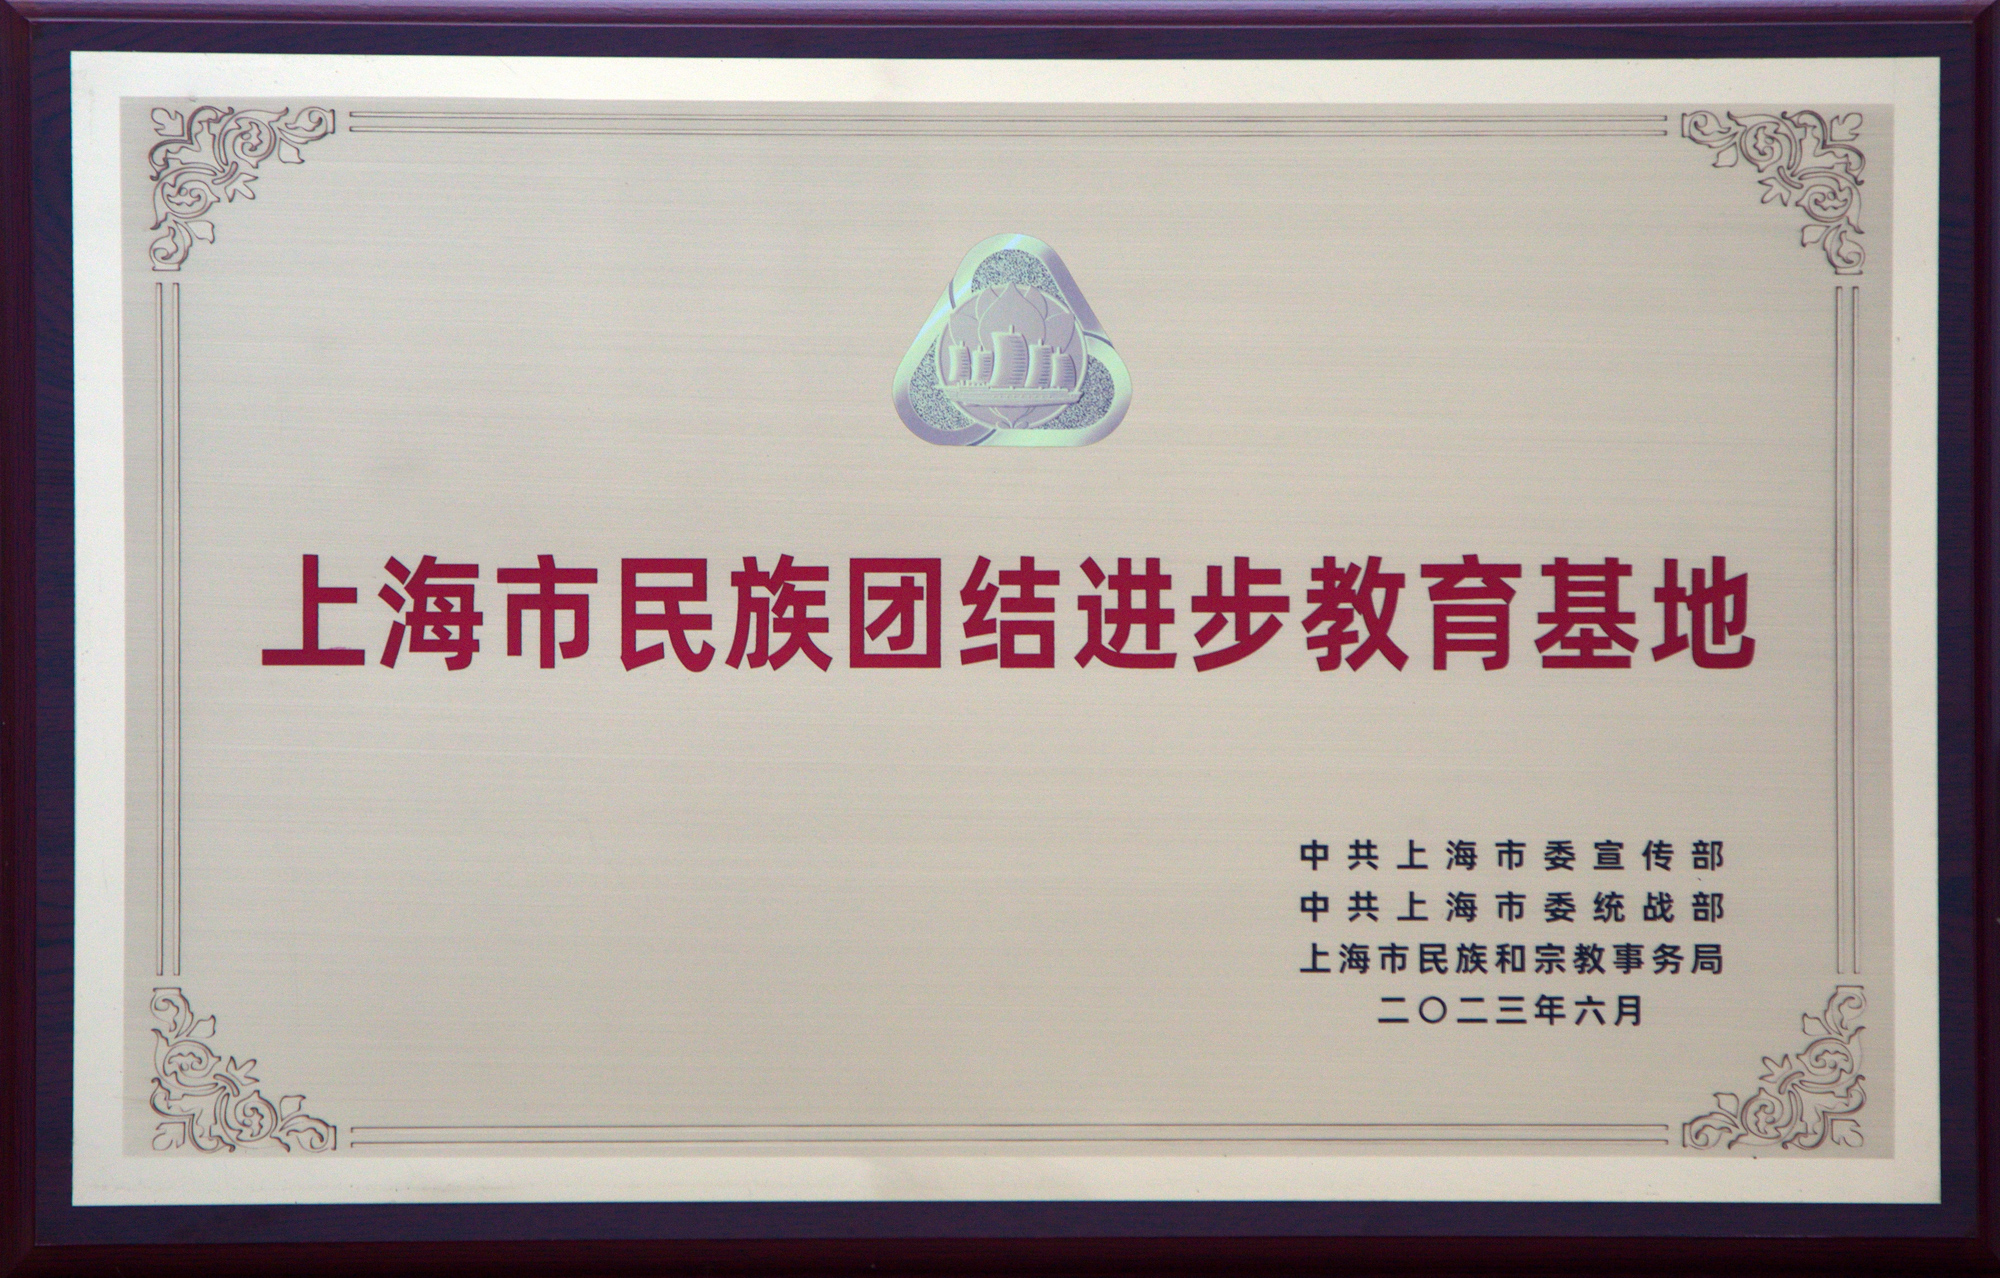 上海市民族团结进步教育基地
中共上海市委宣传部
中共上海市委统战部
上海市民族和宗教事务局
二〇二三年六月